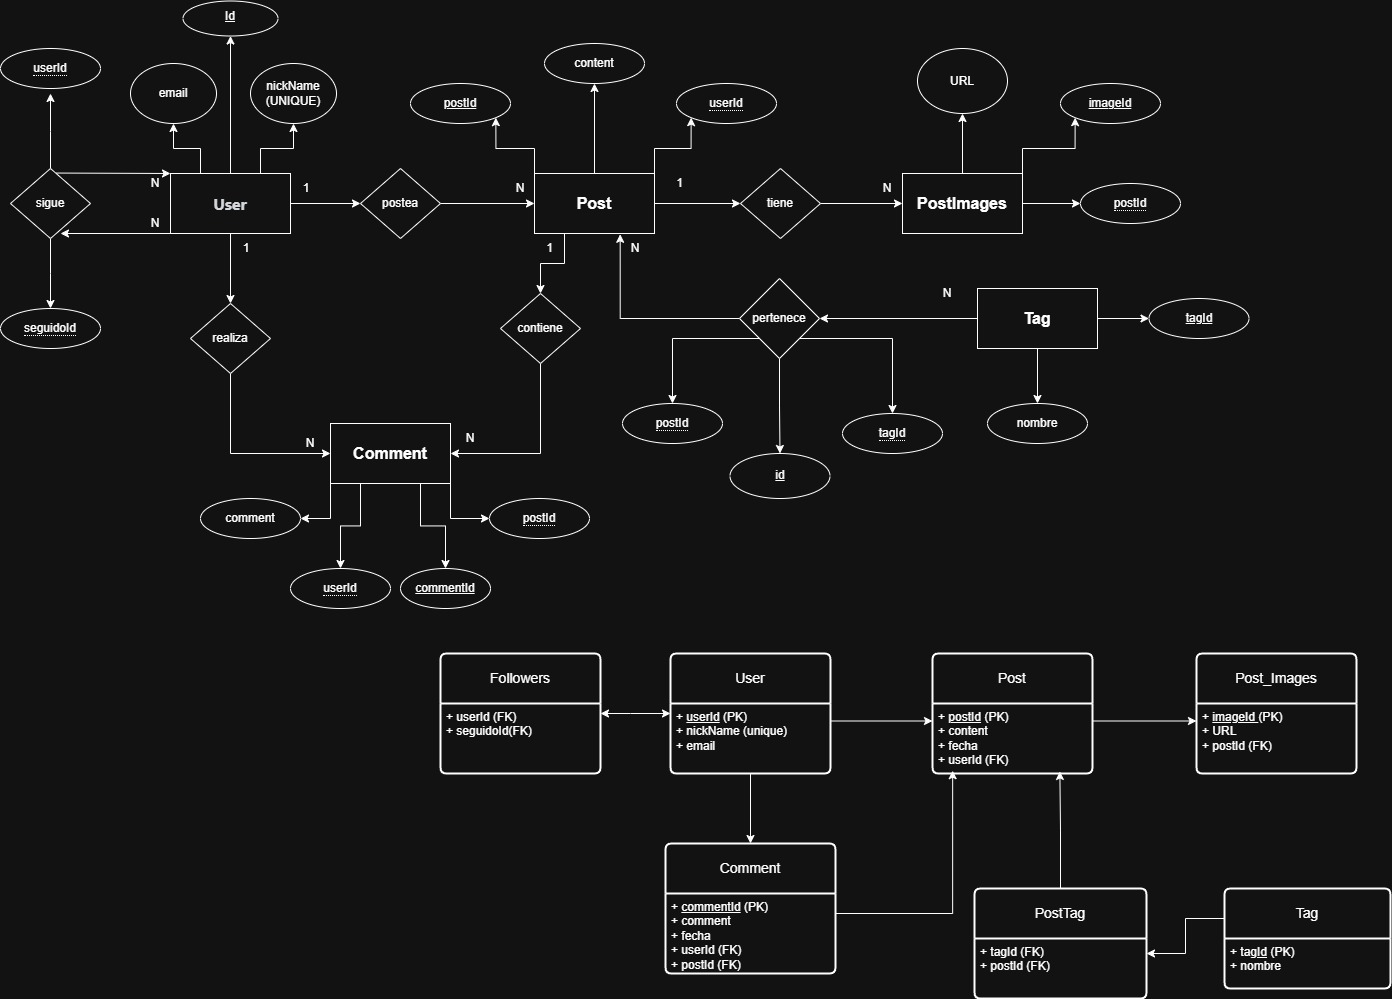 Id
userId
email
nickName
(UNIQUE)
postId
content
userId
URL
imageId
sigue
N
N
User
1
postea
N
Post
1
tiene
N
PostImages
postId
1
1
N
seguidoId
realiza
contiene
pertenece
N
Tag
tagId
postId
tagId
id
nombre
N
Comment
N
comment
postId
userId
commentId
Followers
+ userId (FK)
+ seguidoId(FK)
User
+ userId (PK)
+ nickName (unique)
+ email
Post
+ postId (PK)
+ content
+ fecha
+ userId (FK)
Post_Images
+ imageId (PK)
+ URL
+ postId (FK)
Comment
+ commentId (PK)
+ comment
+ fecha
+ userId (FK)
+ postId (FK)
PostTag
+ tagId (FK)
+ postId (FK)
Tag
+ tagId (PK)
+ nombre